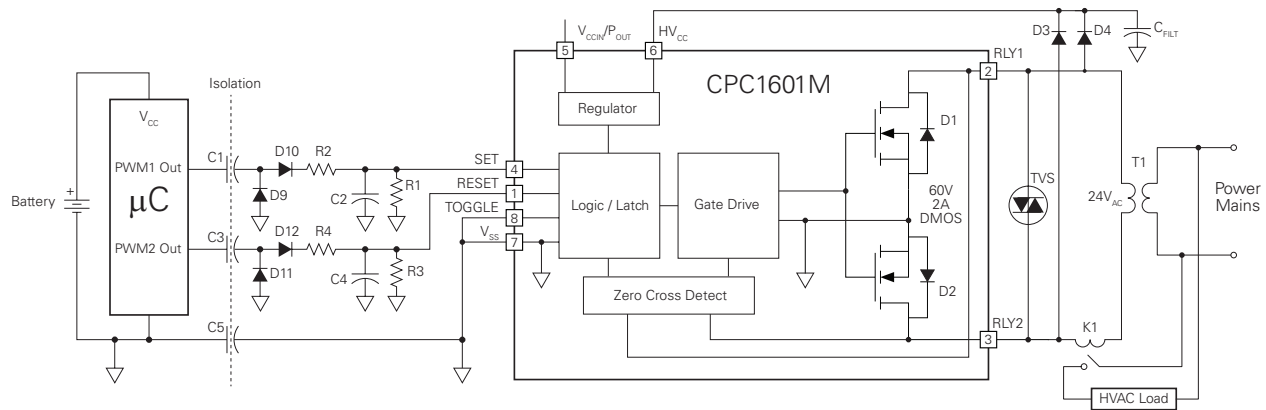 V_CCIN/P_OUT
HV_CC
D3
D4
C_FILT
5
6
RLY1
2
Isolation
CPC1601M
Regulator
V_CC
PWM1 Out
C1
D10
R2
SET
4
D1
T1
R1
RESET
1
TVS
Battery
+
µC
D9
C2
TOGGLE
8
Logic / Latch
Gate Drive
60V
2A
DMOS
24V_AC
Power
Mains
PWM2 Out
C3
D12
R4
V_SS
7
D11
C4
R3
Zero Cross Detect
D2
C5
RLY2
3
K1
HVAC Load